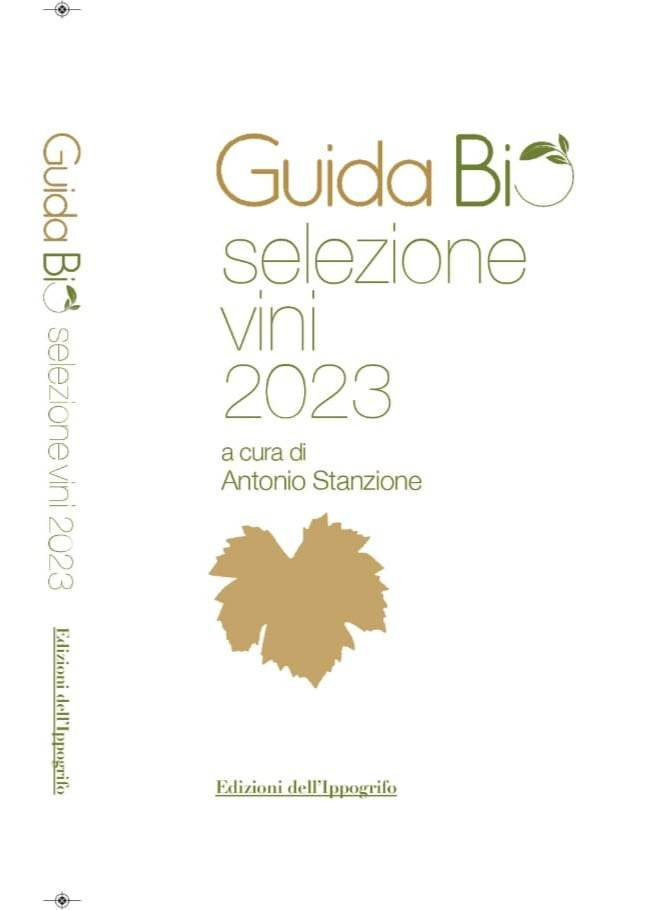 Guida Bio
selezione vini 2023
Edizioni dell'Ippogrifo
Guida Bio
selezione
vini
2023
a cura di
Antonio Stanzione
Edizioni dell'Ippogrifo